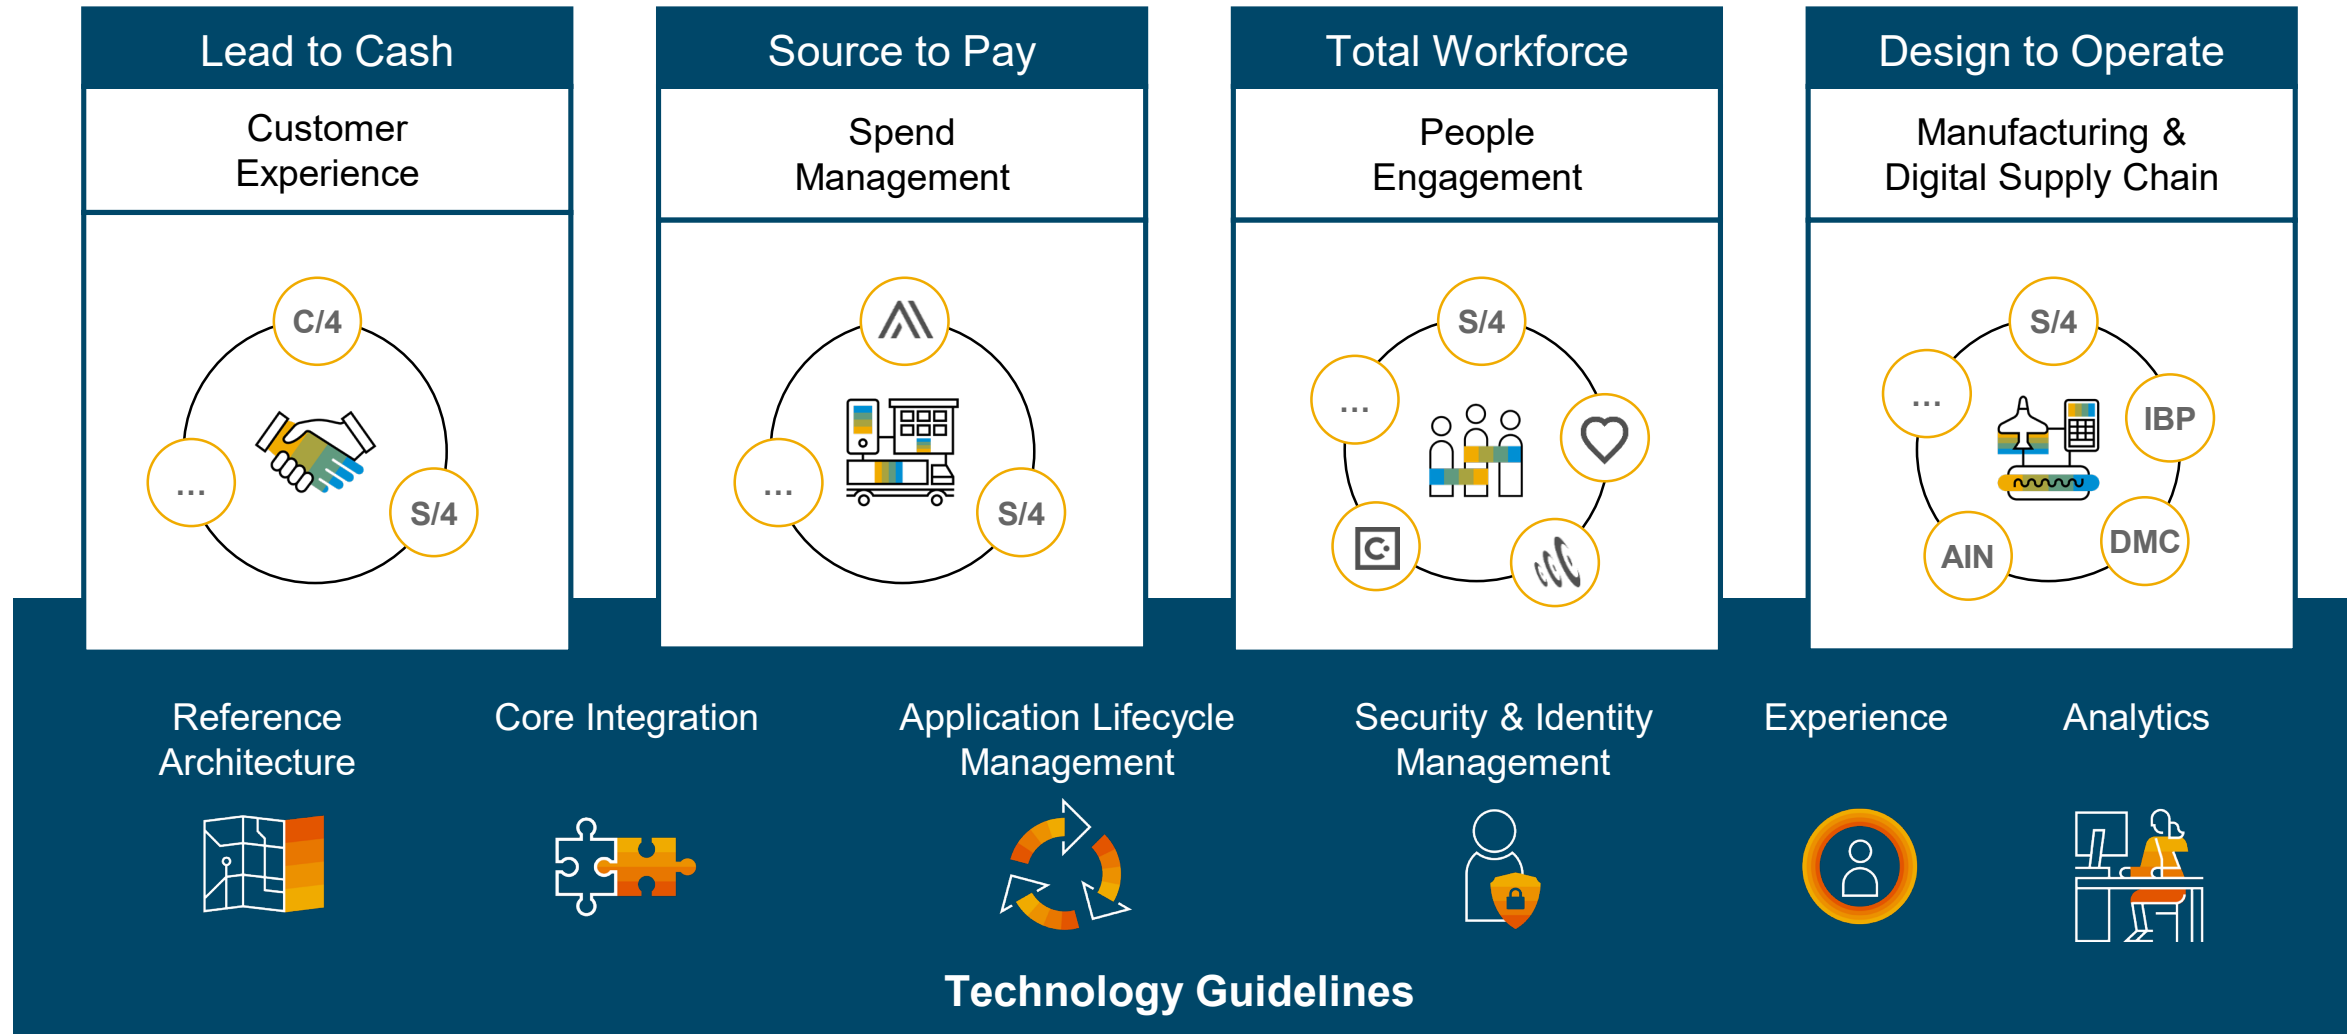 Lead to Cash
Customer
Experience
C/4
...
S/4
Source to Pay
Spend
Management
...
S/4
Total Workforce
People
Engagement
S/4
...
C.
Design to Operate
Manufacturing &
Digital Supply Chain
S/4
...
IBP
AIN
DMC
Reference
Architecture
Core Integration
Application Lifecycle
Management
Security & Identity
Management
Experience
Analytics
Technology Guidelines